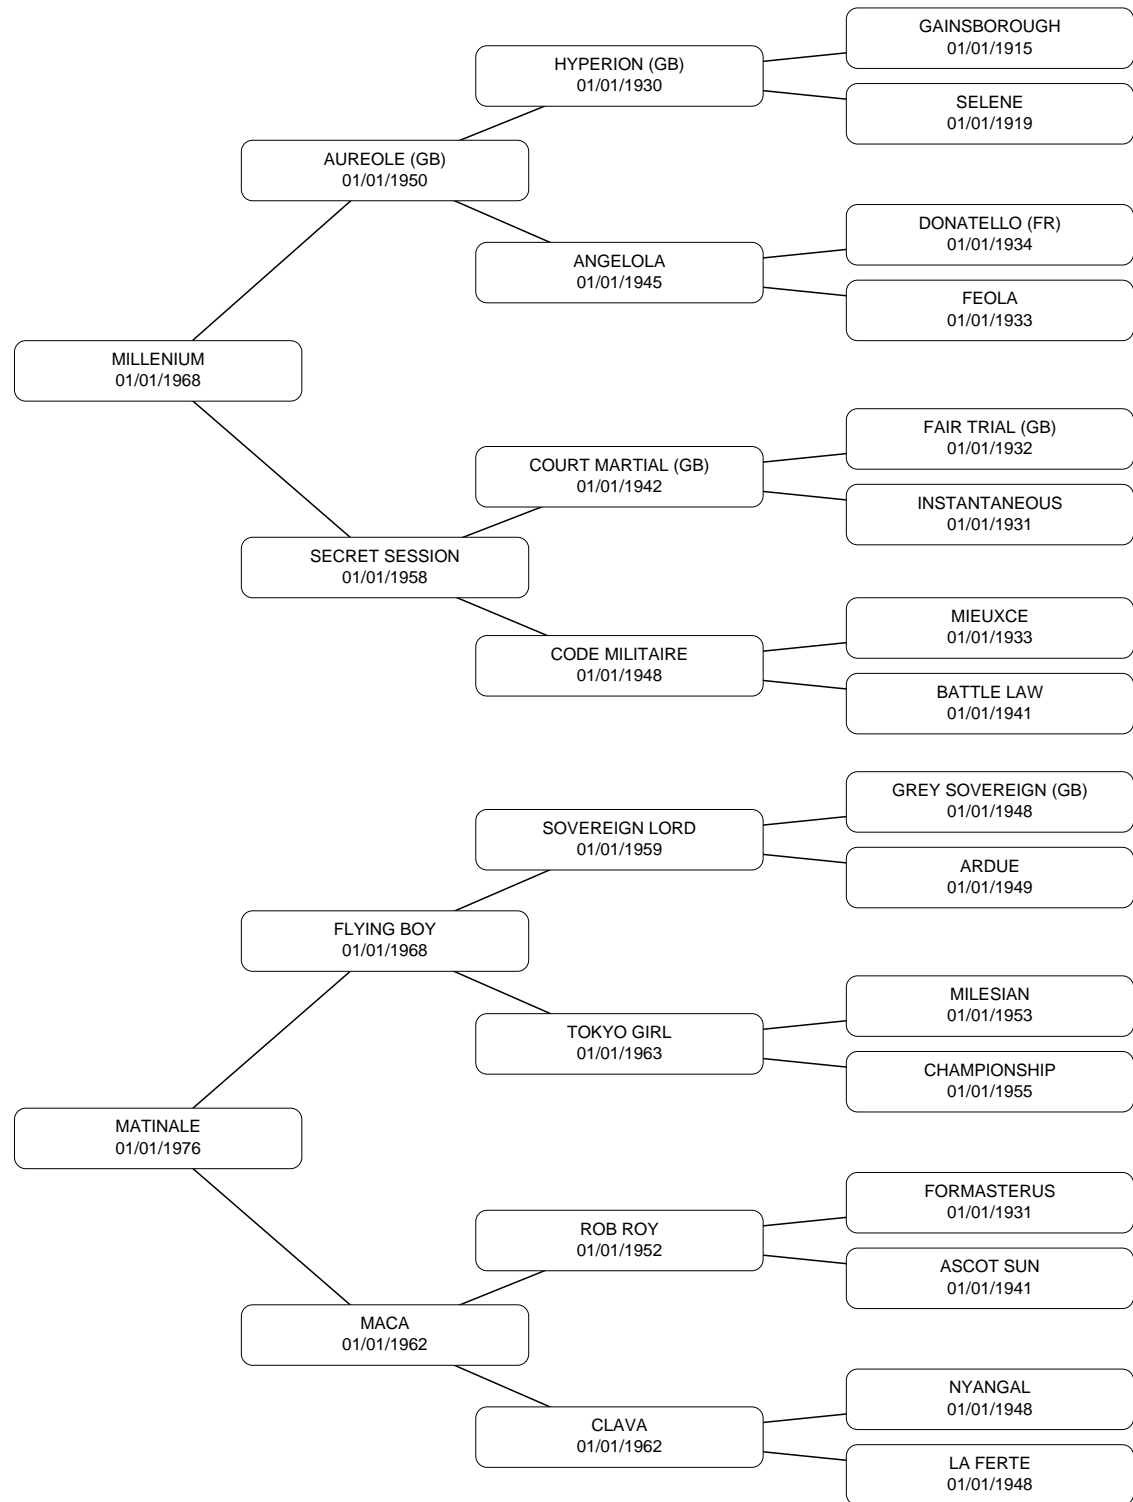 GAINSBOROUGH
01/01/1915
HYPERION (GB)
01/01/1930
SELENE
01/01/1919
AUREOLE (GB)
01/01/1950
DONATELLO (FR)
01/01/1934
ANGELOLA
01/01/1945
FEOLA
01/01/1933
MILLENIUM
01/01/1968
FAIR TRIAL (GB)
01/01/1932
COURT MARTIAL (GB)
01/01/1942
INSTANTANEOUS
01/01/1931
SECRET SESSION
01/01/1958
MIEUXCE
01/01/1933
CODE MILITAIRE
01/01/1948
BATTLE LAW
01/01/1941
GREY SOVEREIGN (GB)
01/01/1948
SOVEREIGN LORD
01/01/1959
ARDUE
01/01/1949
FLYING BOY
01/01/1968
MILESIAN
01/01/1953
TOKYO GIRL
01/01/1963
CHAMPIONSHIP
01/01/1955
MATINALE
01/01/1976
FORMASTERUS
01/01/1931
ROB ROY
01/01/1952
ASCOT SUN
01/01/1941
MACA
01/01/1962
NYANGAL
01/01/1948
CLAVA
01/01/1962
LA FERTE
01/01/1948